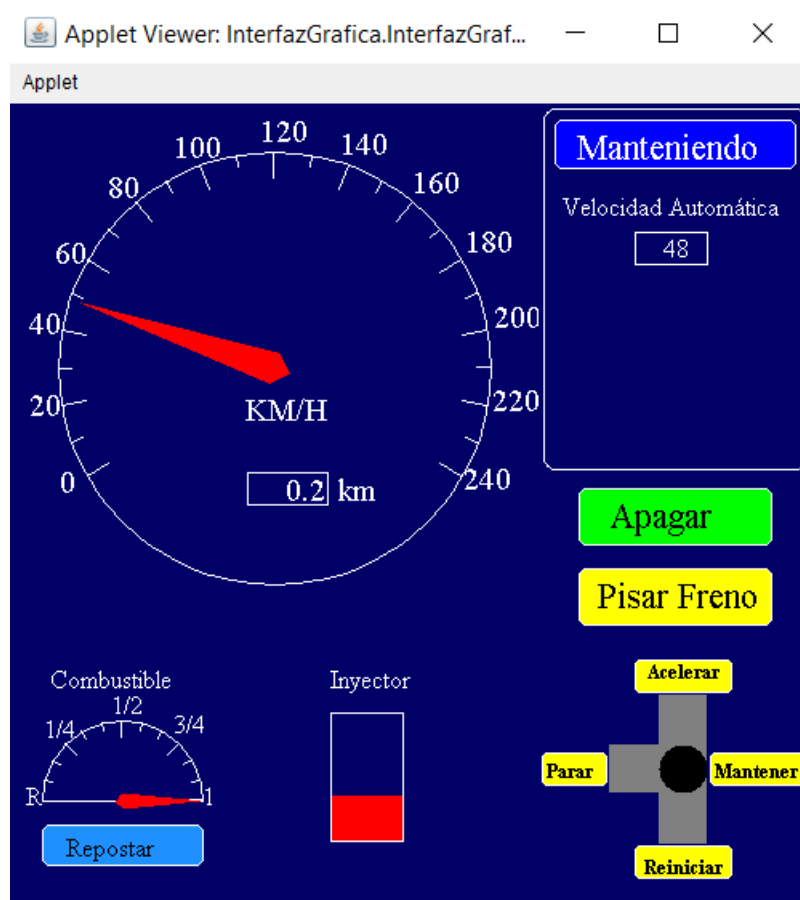 Applet Viewer: InterfazGrafica.InterfazGraf...
Applet
0
20
40
60
80
100
120
140
160
180
200
220
240
KM/H
0.2 km
Manteniendo
Velocidad Automática
48
Apagar
Pisar Freno
Combustible
R
1/4
1/2
3/4
1
Repostar
Inyector
Acelerar
Parar
Mantener
Reiniciar